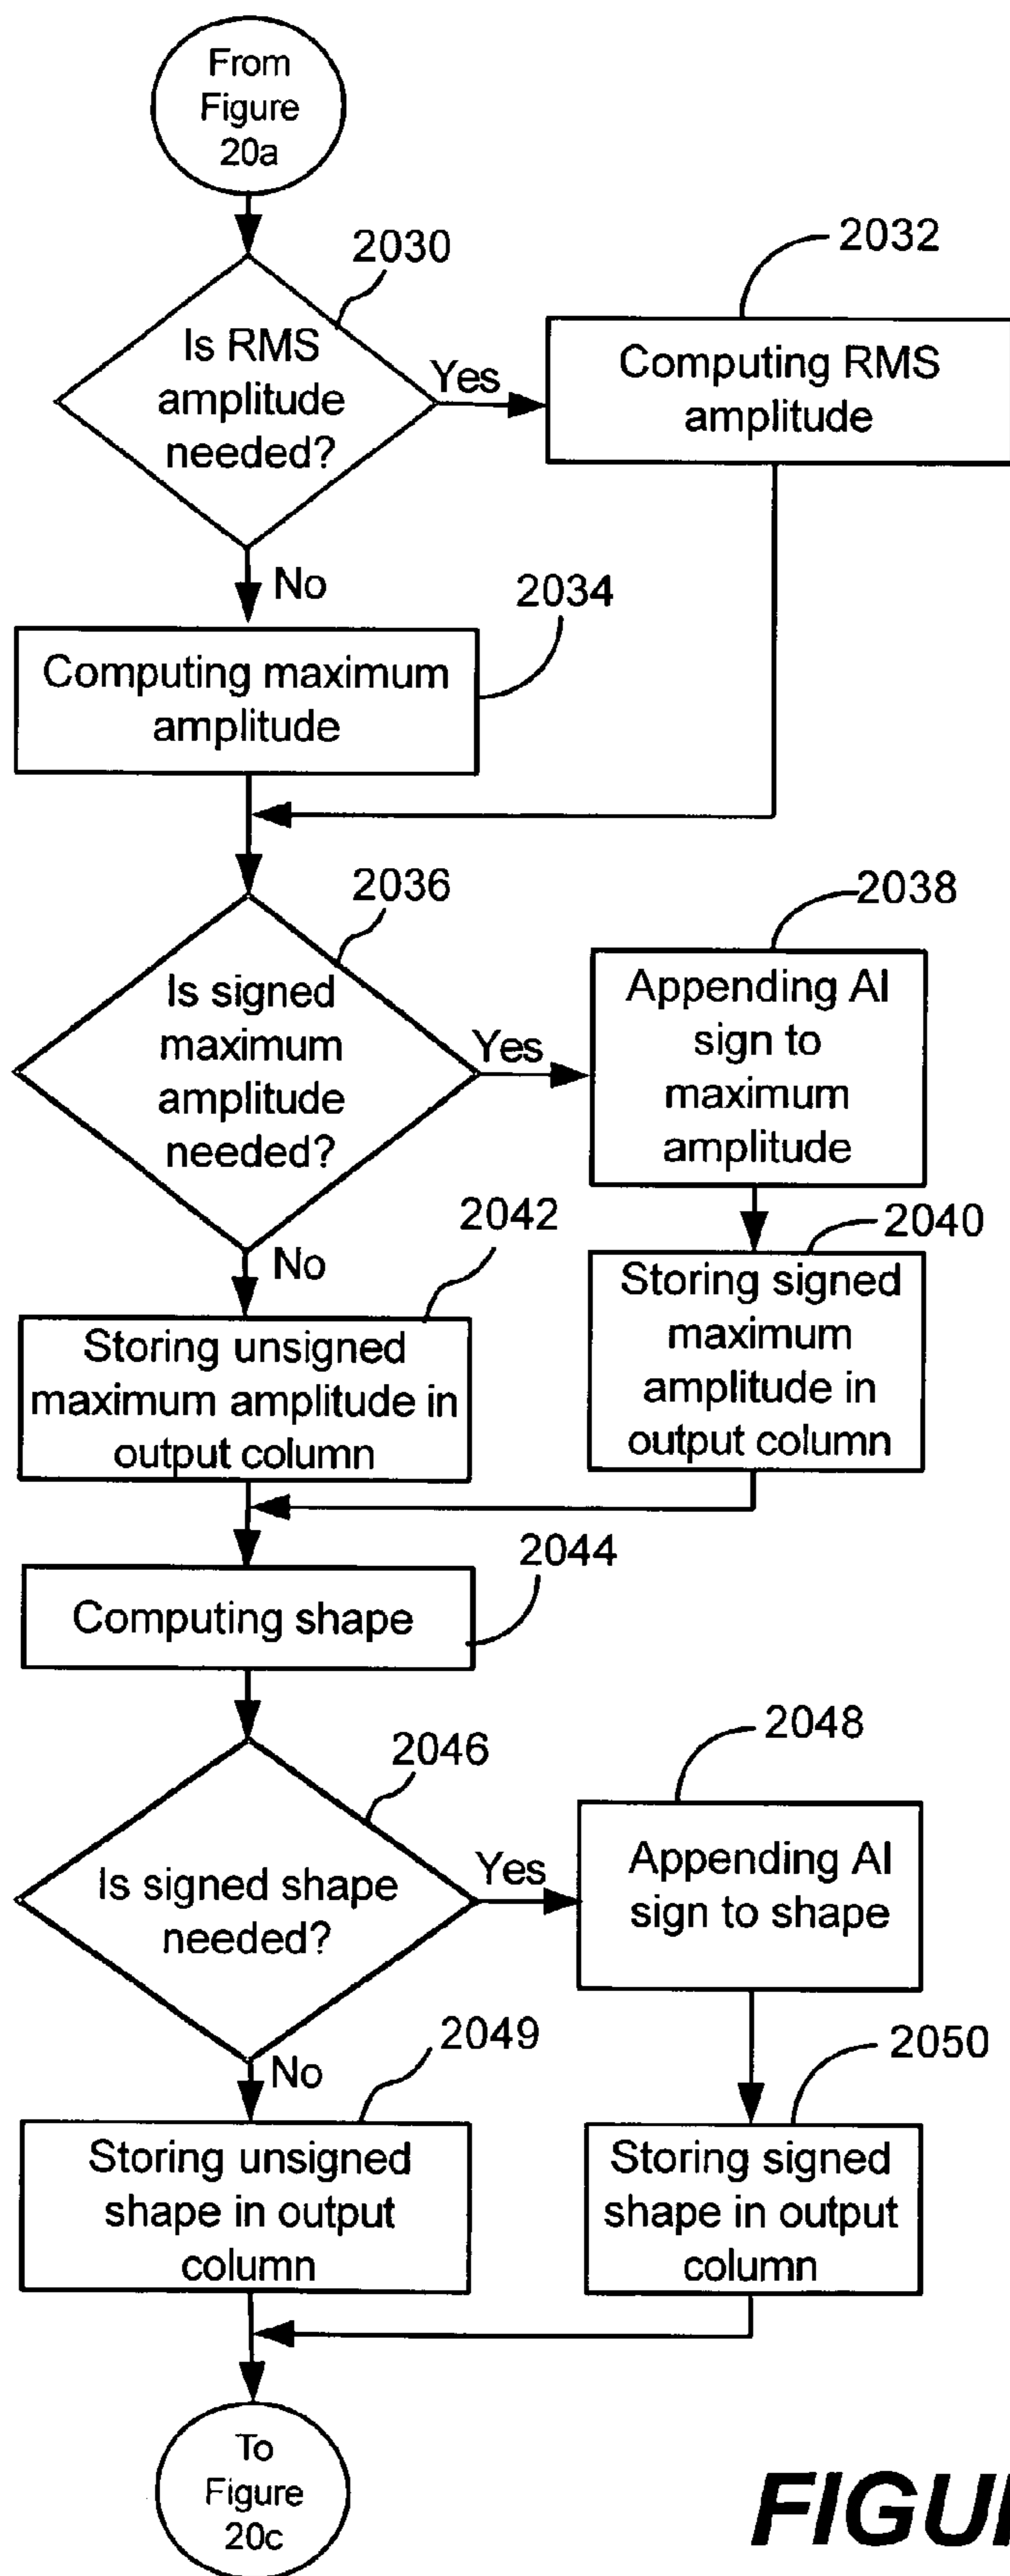 From
Figure
20a
2030
2032
Is RMS
amplitude
needed?
Yes
Computing RMS
amplitude
No
2034
Computing maximum
amplitude
2036
2038
Is signed
maximum
amplitude
needed?
Yes
Appending AI
sign to
maximum
amplitude
2042
2040
No
Storing unsigned
maximum amplitude in
output column
Storing signed
maximum
amplitude in
output column
2044
Computing shape
2046
2048
Is signed shape
needed?
Yes
Appending AI
sign to shape
2049
2050
No
Storing unsigned
shape in output
column
Storing signed
shape in output
column
To
Figure
20c